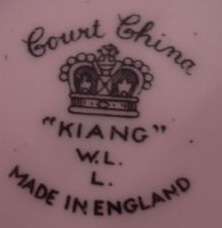 Court China
"KIANG"
W.L.
L.
MADE IN ENGLAND